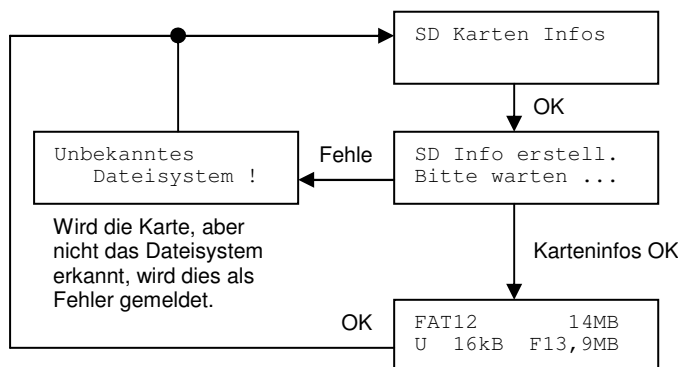 SD Karten Infos
OK
Unbekanntes
Dateisystem !
Fehle
SD Info erstell.
Bitte warten ...
Wird die Karte, aber
nicht das Dateisystem
erkannt, wird dies als
Fehler gemeldet.
Karteninfos OK
OK
FAT12 14MB
U 16kB F13,9MB